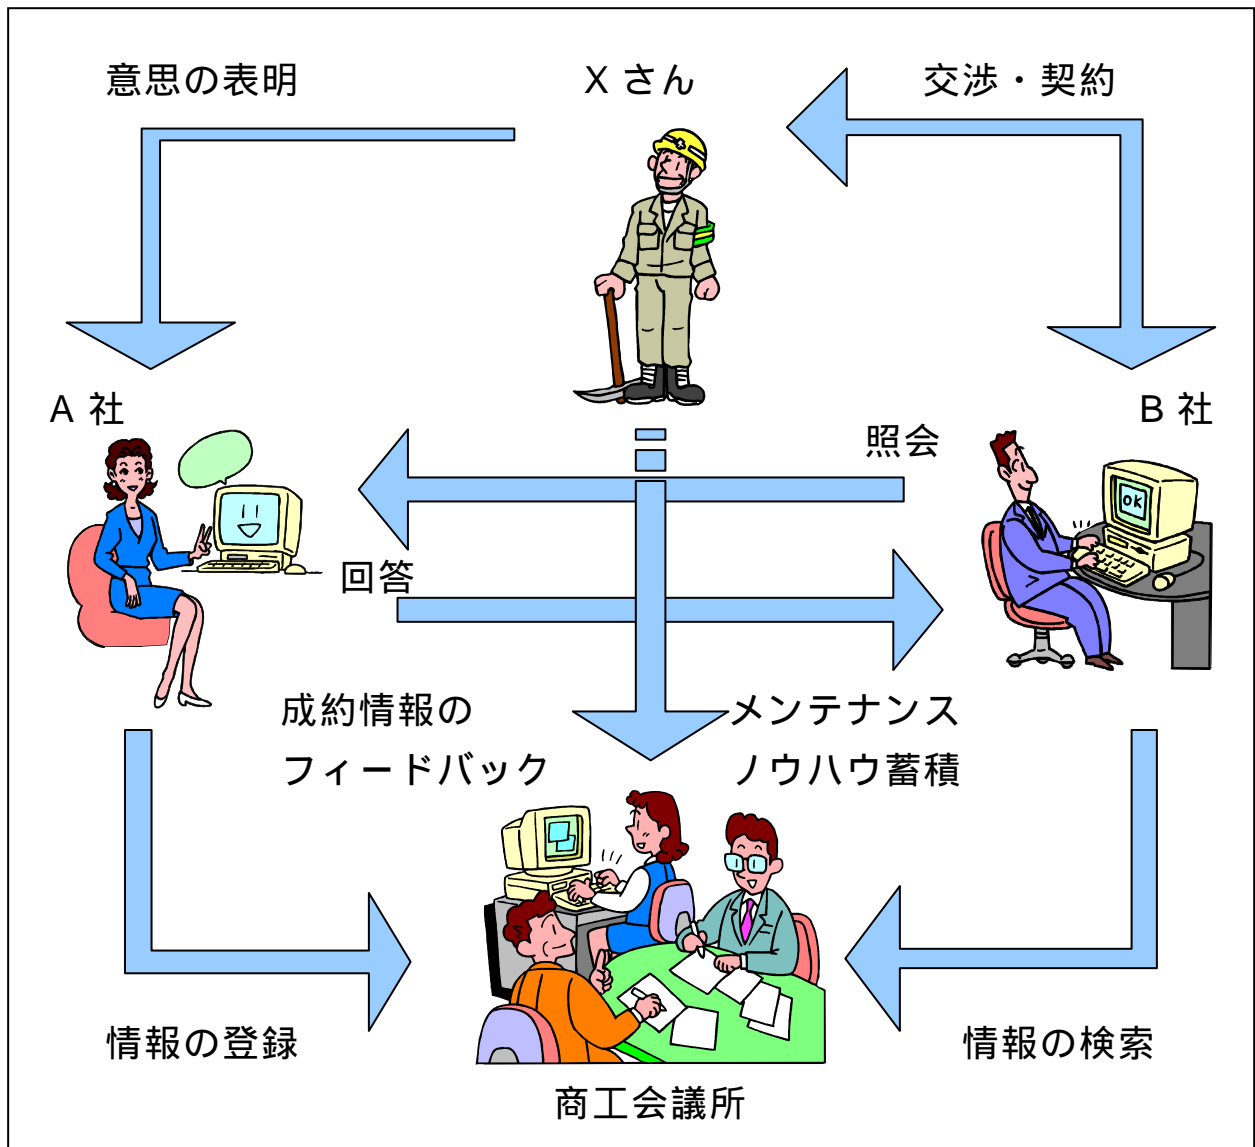 意思の表明
X さん
交渉・契約
A 社
B 社
照会
OK
回答
成約情報の
フィードバック
メンテナンス
ノウハウ蓄積
情報の登録
情報の検索
商工会議所